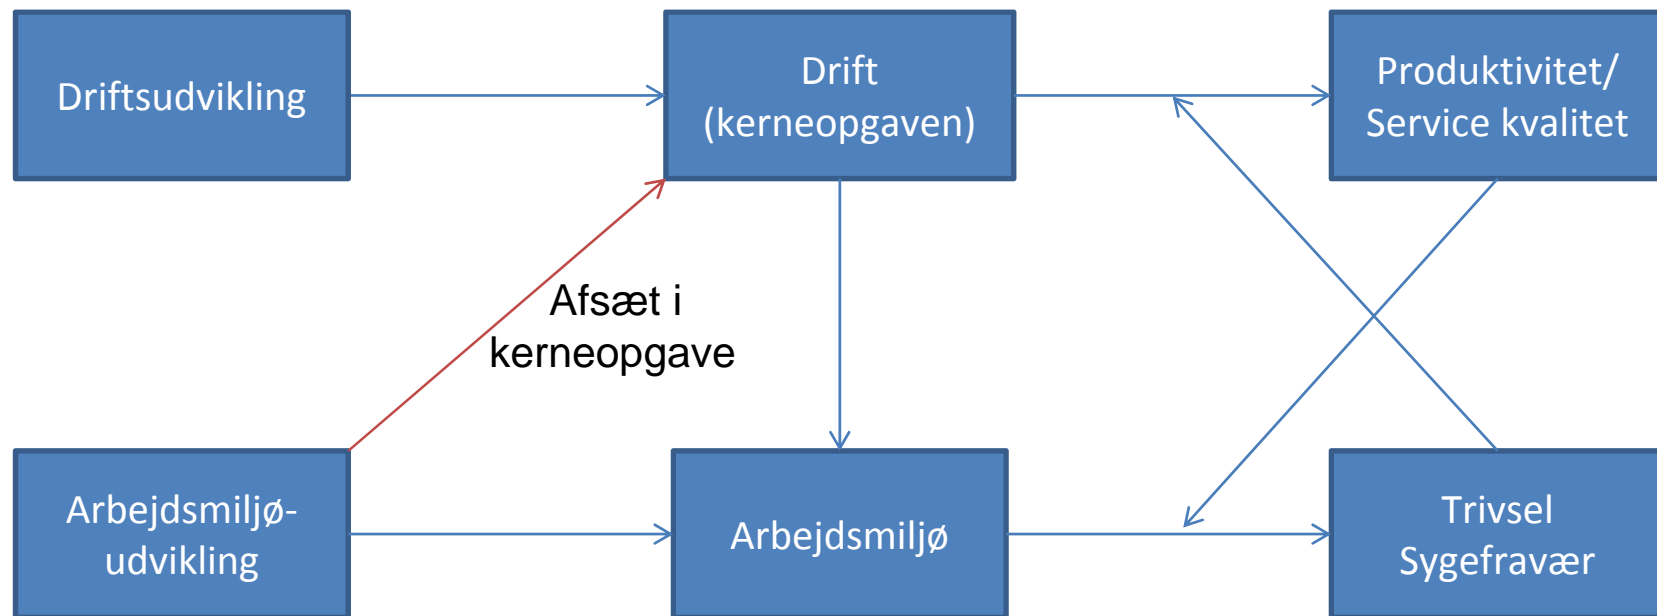 Driftsudvikling
Drift
(kerneopgaven)
Produktivitet/
Service kvalitet
Afsæt i
kerneopgave
Arbejdsmiljø-
udvikling
Arbejdsmiljø
Trivsel
Sygefravær